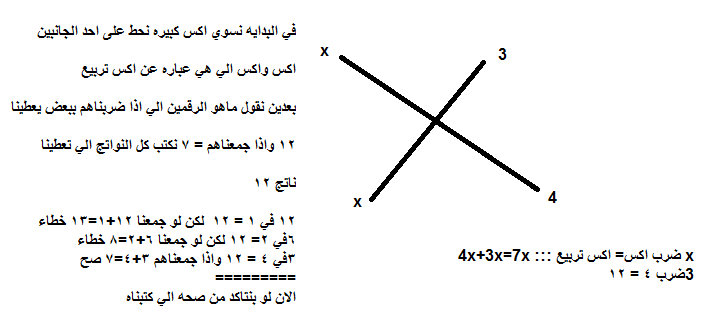 في البدايه نسوي اكس كبيره نحط على احد الجانبين
اكس واكس الي هي عباره عن اكس تربيع
بعدين نقول ماهو الرقمين الي اذا ضربناهم ببعض يعطينا
١٢ واذا جمعناهم = ٧ نكتب كل النواتج الي تعطينا
ناتج ١٢
١٢ في ١ = ١٢ لكن لو جمعنا ١٢+١=١٣ خطاء
٦في ٢= ١٢ لكن لو جمعنا ٦+٢=٨ خطاء
٣في ٤ = ١٢ واذا جمعناهم ٣+٤=٧ صح
=========
الان لو بنتاكد من صحه الي كتبناه
x
3
x
4
x ضرب اكس= اكس تربيع ::: 4x+3x=7x
3ضرب ٤ = ١٢